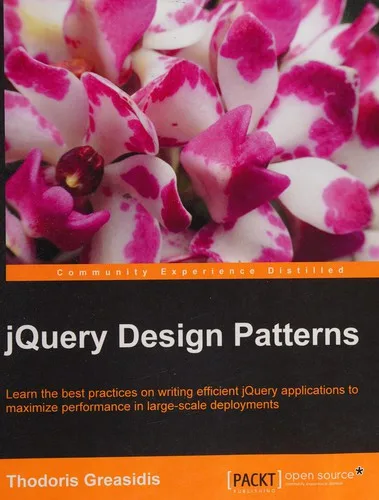 Community Experience Distilled
jQuery Design Patterns
Learn the best practices on writing efficient jQuery applications to
maximize performance in large-scale deployments
Thodoris Greasidis
[PACKT] open source*
PUBLISHING